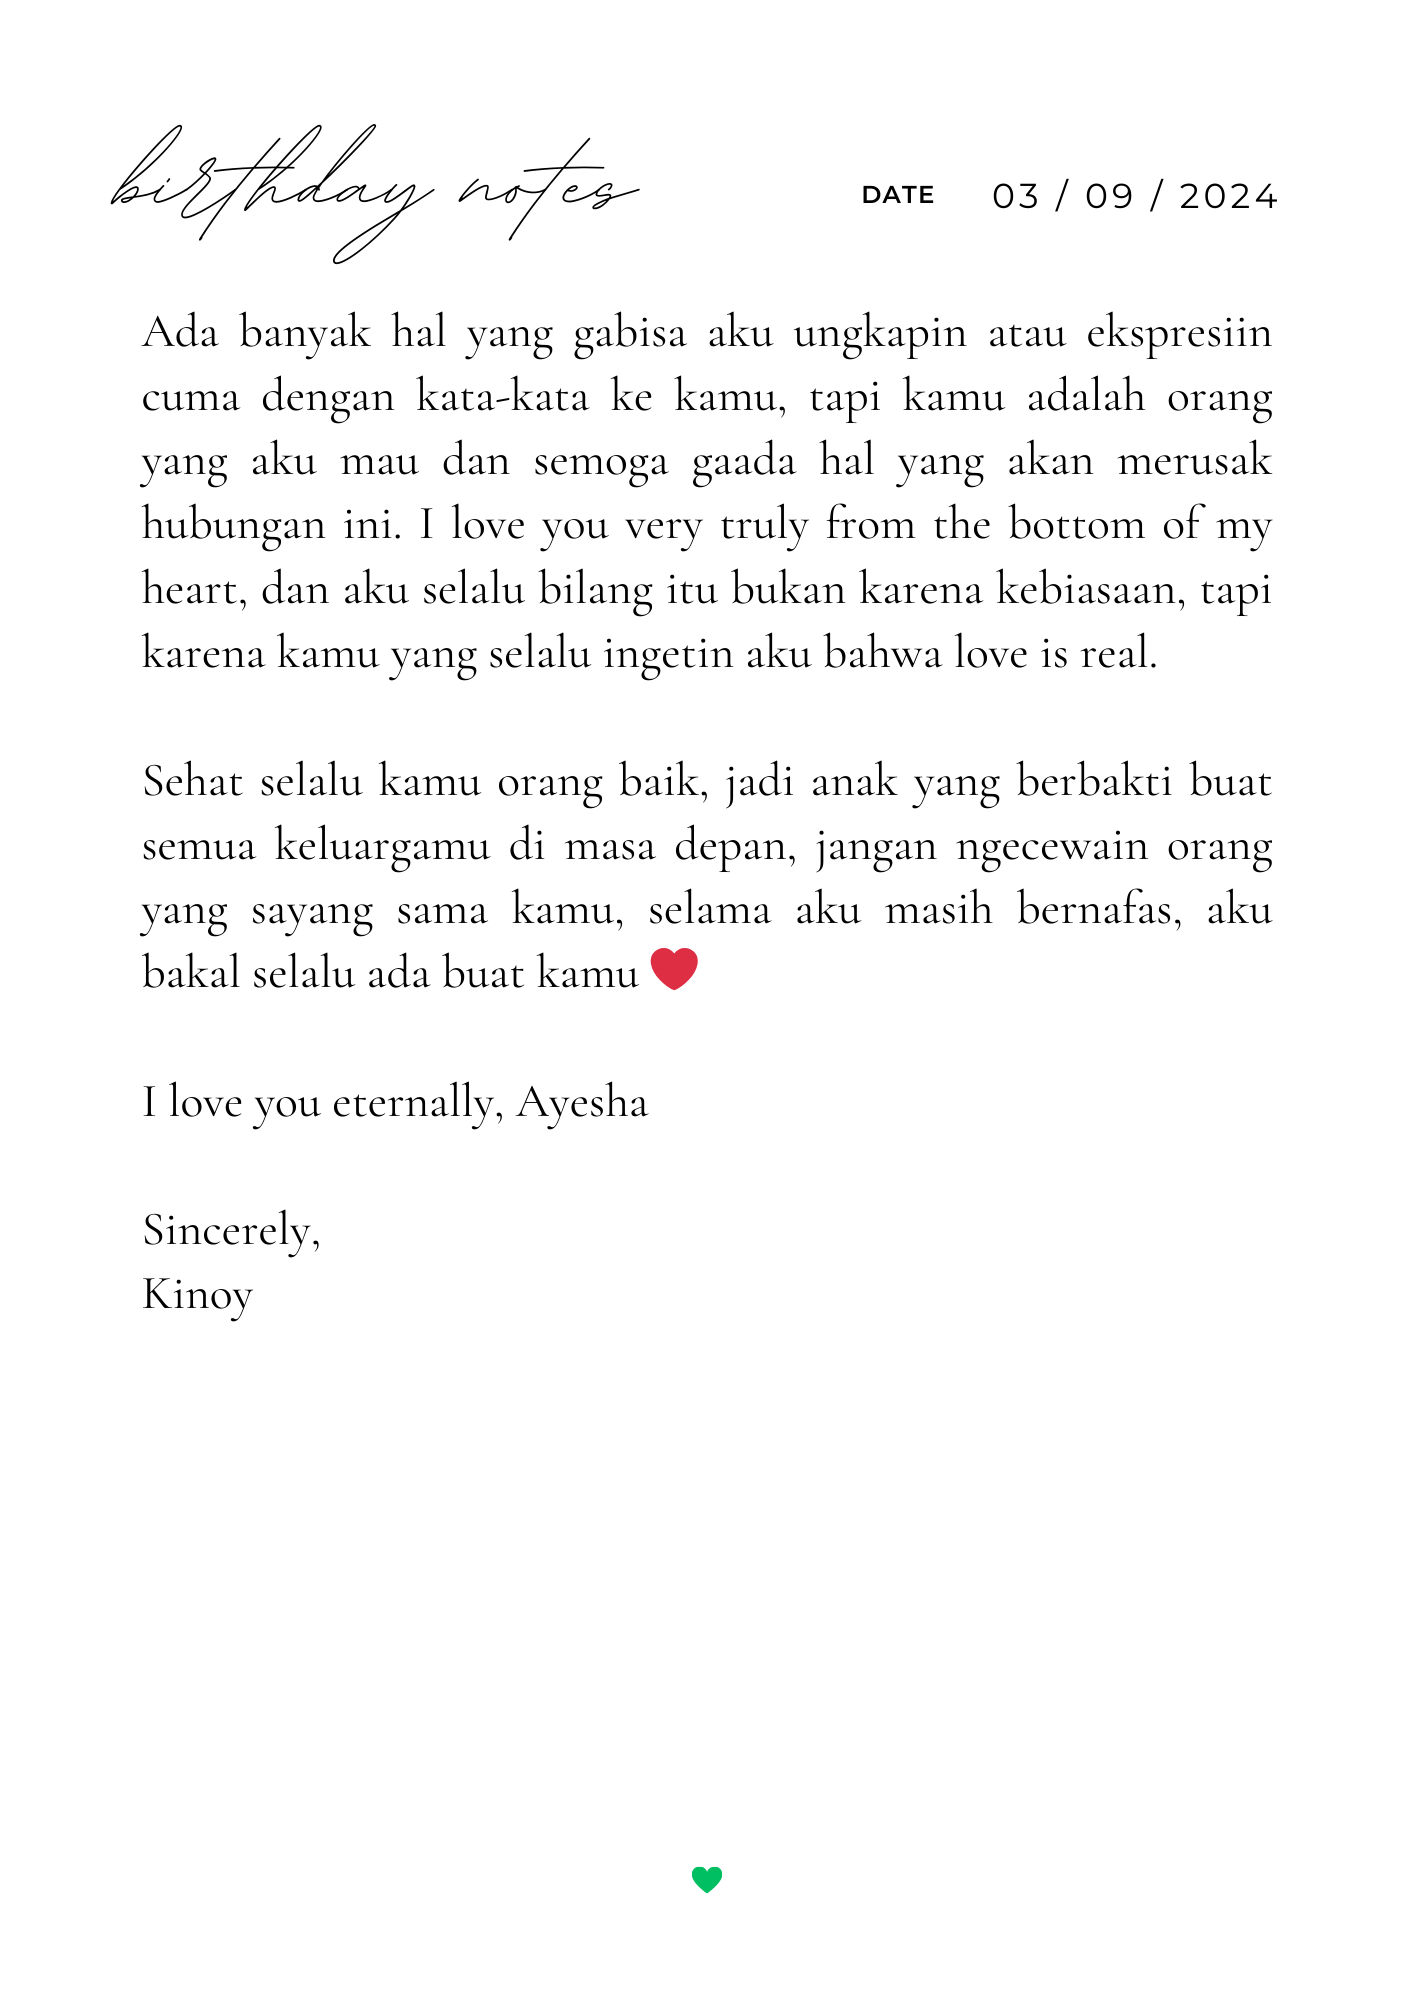 birthday notes
DATE 03 / 09 / 2024
Ada banyak hal yang gabisa aku ungkapin atau ekspresiin
cuma dengan kata-kata ke kamu, tapi kamu adalah orang
yang aku mau dan semoga gaada hal yang akan merusak
hubungan ini. I love you very truly from the bottom of my
heart, dan aku selalu bilang itu bukan karena kebiasaan, tapi
karena kamu yang selalu ingetin aku bahwa love is real.
Sehat selalu kamu orang baik, jadi anak yang berbakti buat
semua keluargamu di masa depan, jangan ngecewain orang
yang sayang sama kamu, selama aku masih bernafas, aku
bakal selalu ada buat kamu ❤️
I love you eternally, Ayesha
Sincerely,
Kinoy